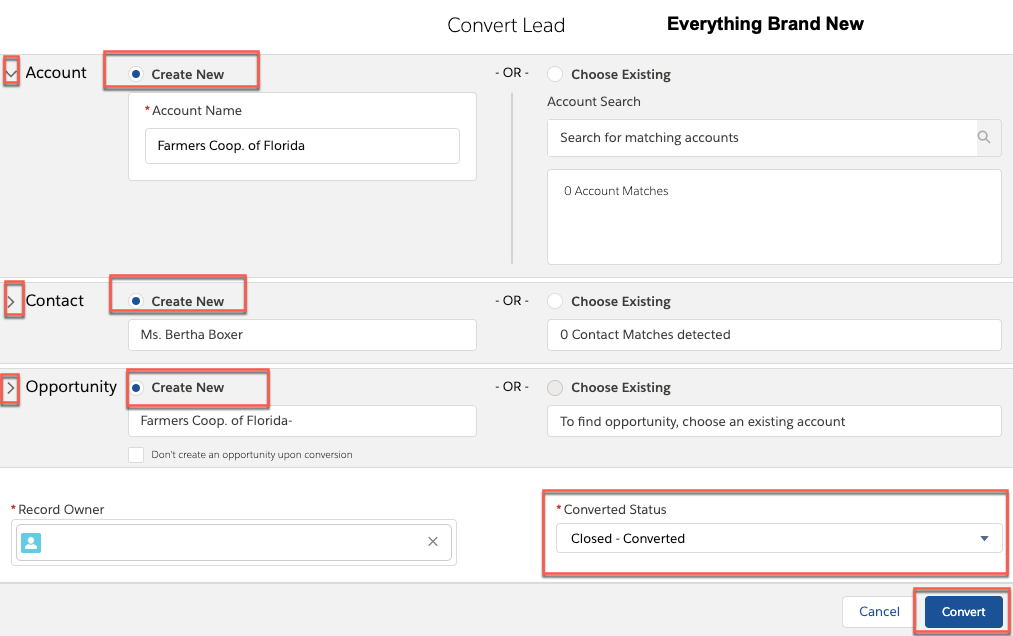 Convert Lead
Everything Brand New
Account
Create New
*Account Name
Farmers Coop. of Florida
- OR -
Choose Existing
Account Search
Search for matching accounts
0 Account Matches
Contact
Create New
Ms. Bertha Boxer
- OR -
Choose Existing
0 Contact Matches detected
Opportunity
Create New
Farmers Coop. of Florida-
Don't create an opportunity upon conversion
- OR -
Choose Existing
To find opportunity, choose an existing account
*Record Owner
*Converted Status
Closed - Converted
Cancel
Convert